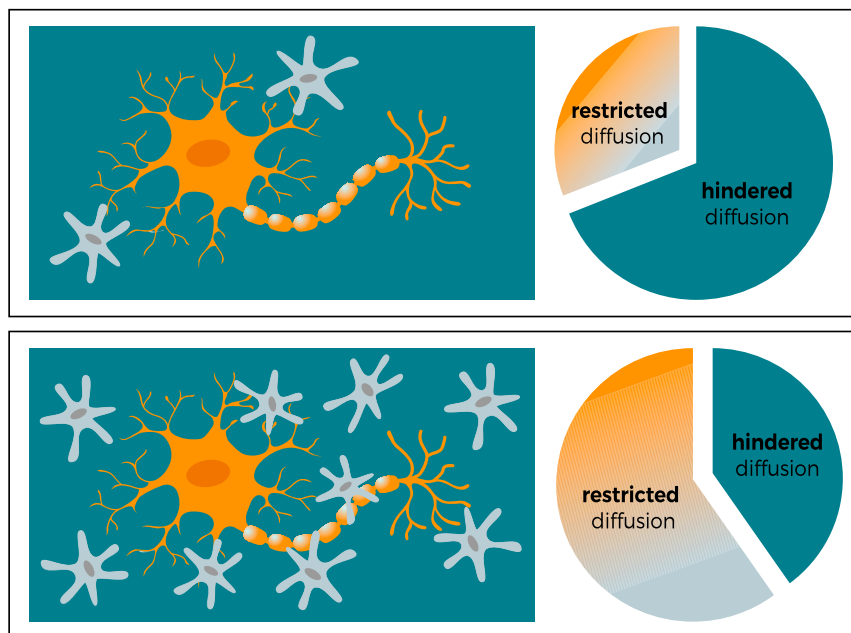 restricted
diffusion
hindered
diffusion
hindered
diffusion
restricted
diffusion